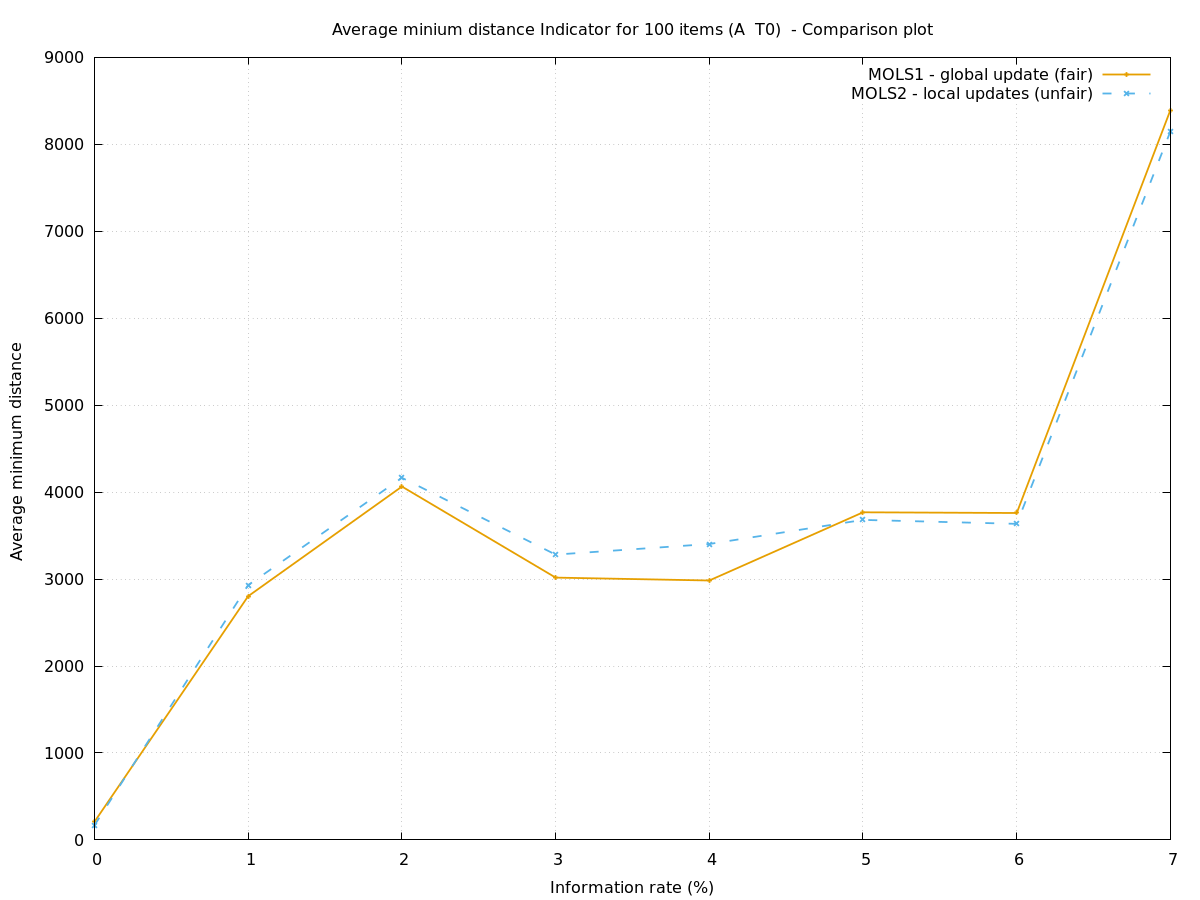 Average minium distance Indicator for 100 items (A  T0)  - Comparison plot
MOLS1 - global update (fair)
MOLS2 - local updates (unfair)
9000
8000
7000
6000
5000
4000
3000
2000
1000
0
Average minimum distance
0 1 2 3 4 5 6 7
Information rate (%)